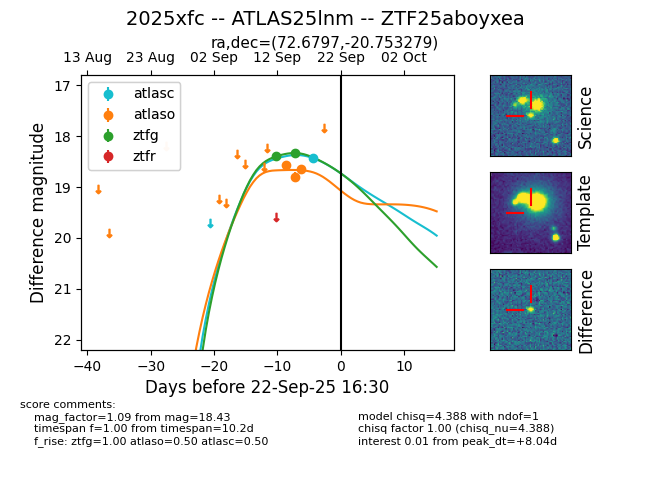 2025xfc -- ATLAS25lnm -- ZTF25aboyxea
ra,dec=(72.6797,-20.753279)
13 Aug 23 Aug 02 Sep 12 Sep 22 Sep 02 Oct
atlasc
atlaso
ztfg
ztfr
17
18
19
20
21
22
Difference magnitude
−40 −30 −20 −10 0 10
Days before 22-Sep-25 16:30
Science
Template
Difference
score comments:
mag_factor=1.09 from mag=18.43
timespan f=1.00 from timespan=10.2d
f_rise: ztfg=1.00 atlaso=0.50 atlasc=0.50
model chisq=4.388 with ndof=1
chisq factor 1.00 (chisq_nu=4.388)
interest 0.01 from peak_dt=+8.04d